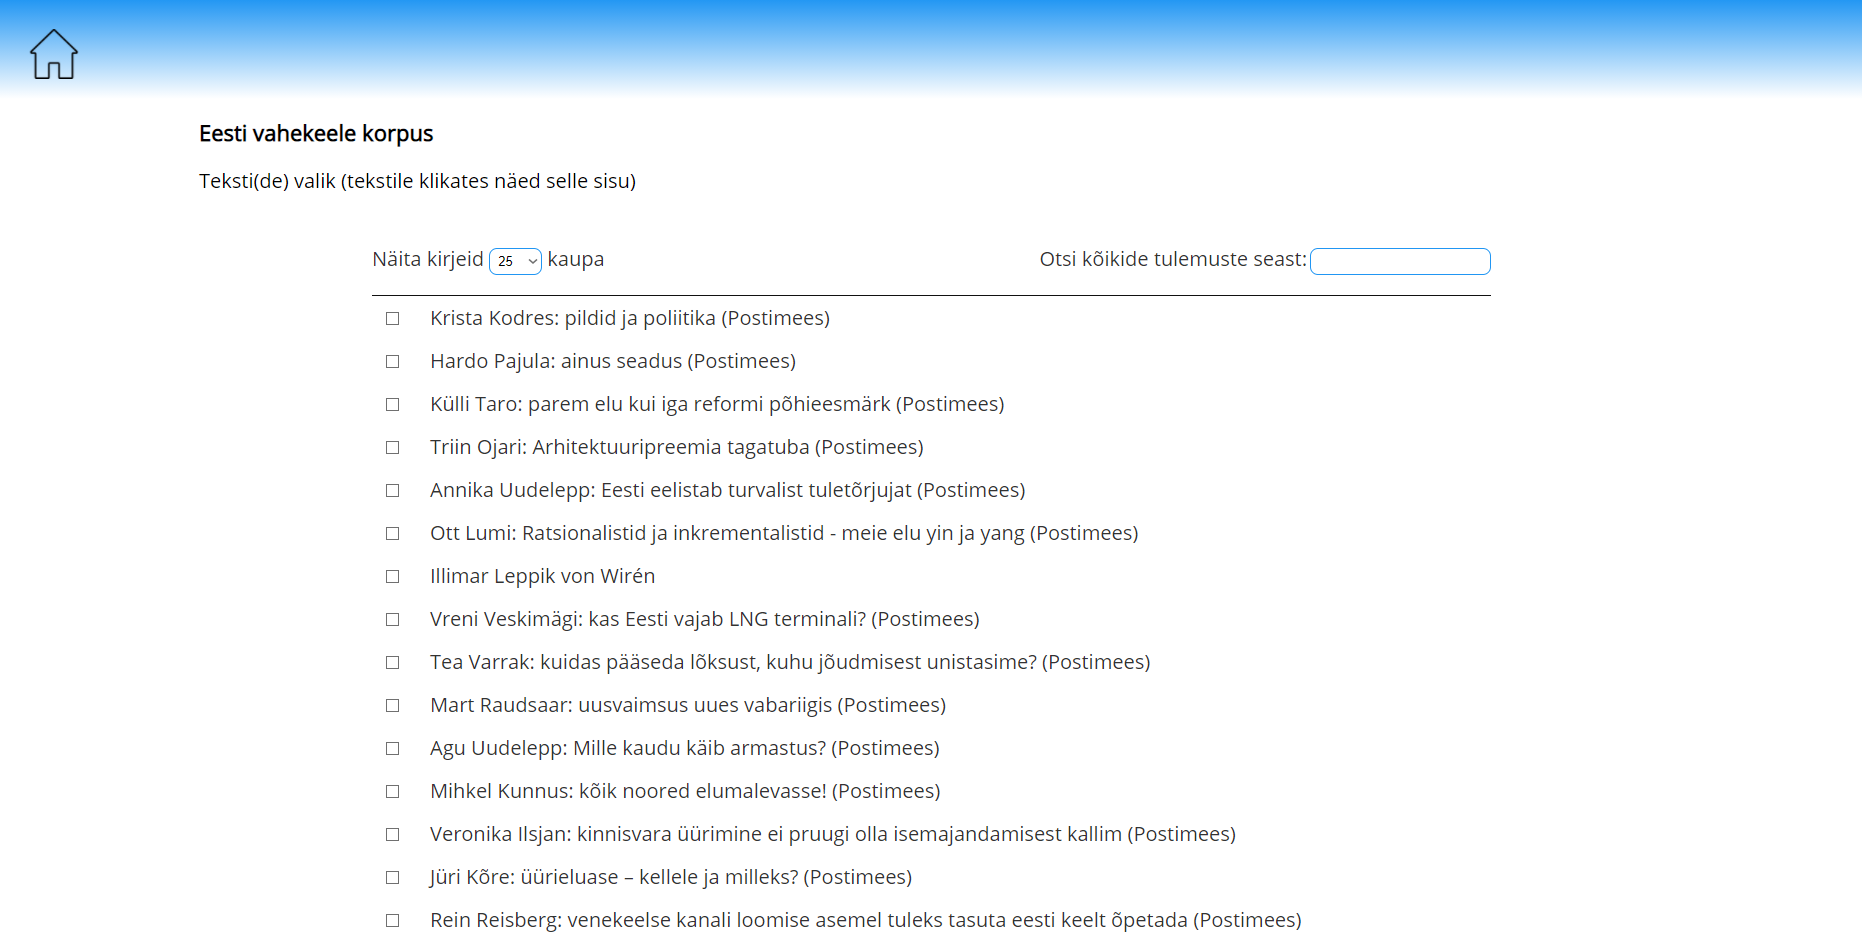 Eesti vahekeele korpus
Teksti(de) valik (tekstile klikates näed selle sisu)
Näita kirjeid 25 kaupa Otsi kõikide tulemuste seast:
Krista Kodres: pildid ja poliitika (Postimees)
Hardo Pajula: ainus seadus (Postimees)
Külli Taro: parem elu kui iga reformi põhieesmärk (Postimees)
Triin Ojari: Arhitektuuripreemia tagatuba (Postimees)
Annika Uudelepp: Eesti eelistab turvalist tuletõrjujat (Postimees)
Ott Lumi: Ratsionalistid ja inkrementalistid - meie elu yin ja yang (Postimees)
Illimar Leppik von Wirén
Vreni Veskimägi: kas Eesti vajab LNG terminali? (Postimees)
Tea Varrak: kuidas pääseda lõksust, kuhu jõudmisest unistasime? (Postimees)
Mart Raudsaar: uusvaimsus uues vabariigis (Postimees)
Agu Uudelepp: Mille kaudu käib armastus? (Postimees)
Mihkel Kunnus: kõik noored elumalevasse! (Postimees)
Veronika Ilsjan: kinnisvara üürimine ei pruugi olla isemajandamisest kallim (Postimees)
Jüri Kõre: üürieluase – kellele ja milleks? (Postimees)
Rein Reisberg: venekeelse kanali loomise asemel tuleks tasuta eesti keelt õpetada (Postimees)